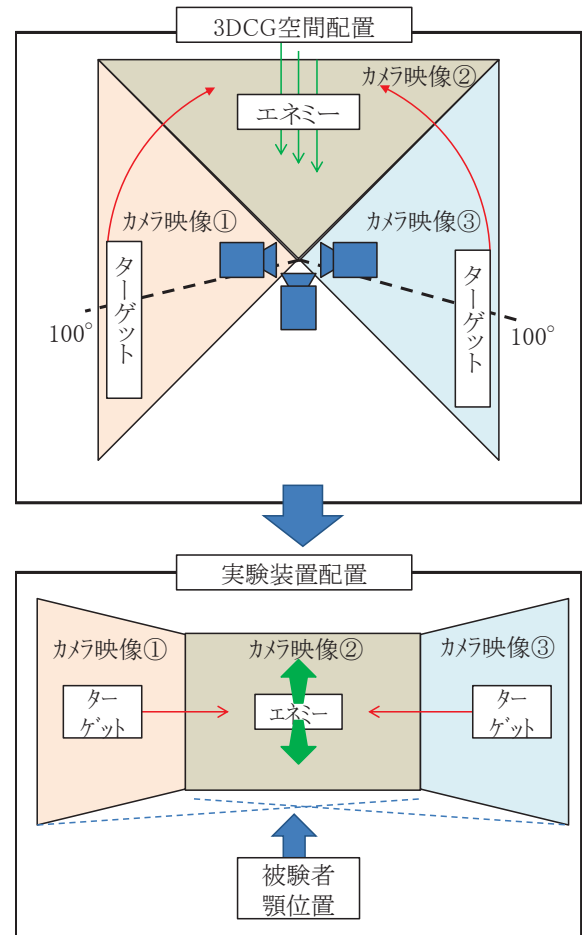 3DCG空間配置
カメラ映像②
エネミー
カメラ映像①
カメラ映像③
ターゲット
ターゲット
100°
100°
実験装置配置
カメラ映像①
カメラ映像②
カメラ映像③
ター
ゲット
エネミー
ター
ゲット
被験者
顎位置